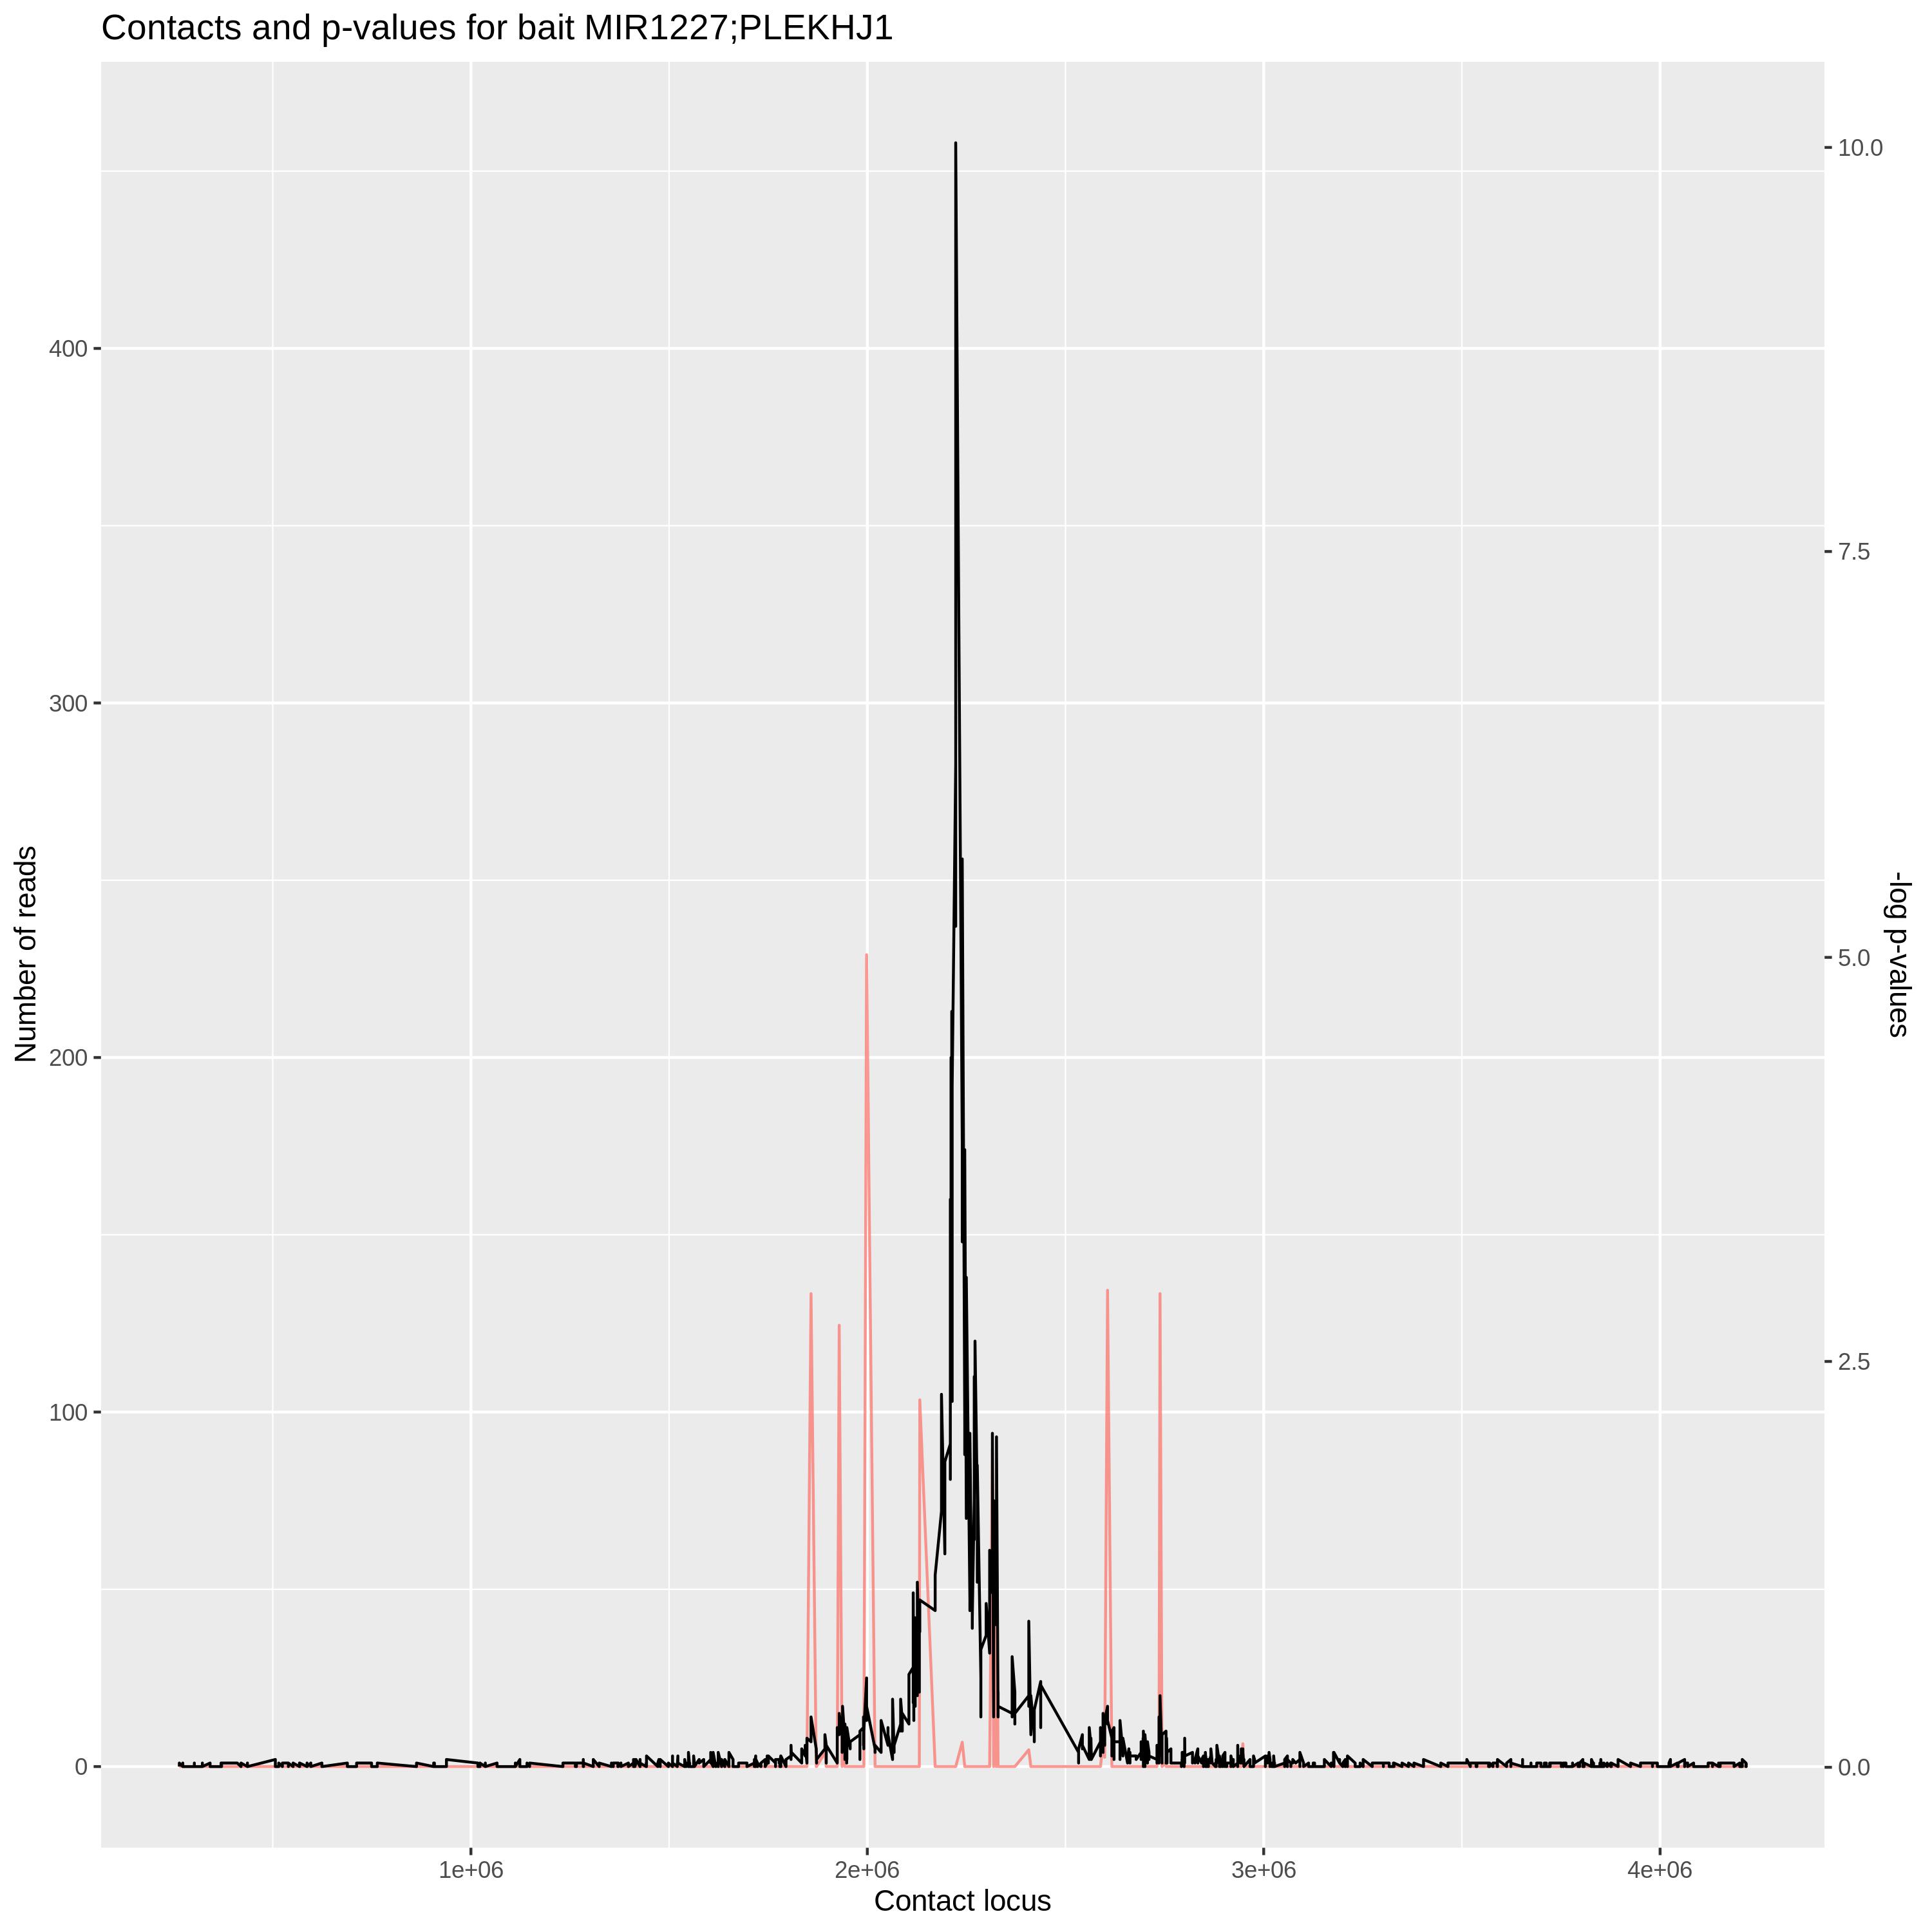 Contacts and p-values for bait MIR1227;PLEKHJ1
Number of reads
400
300
200
100
0
10.0
7.5
5.0
2.5
0.0
-log p-values
1e+06
2e+06
3e+06
4e+06
Contact locus